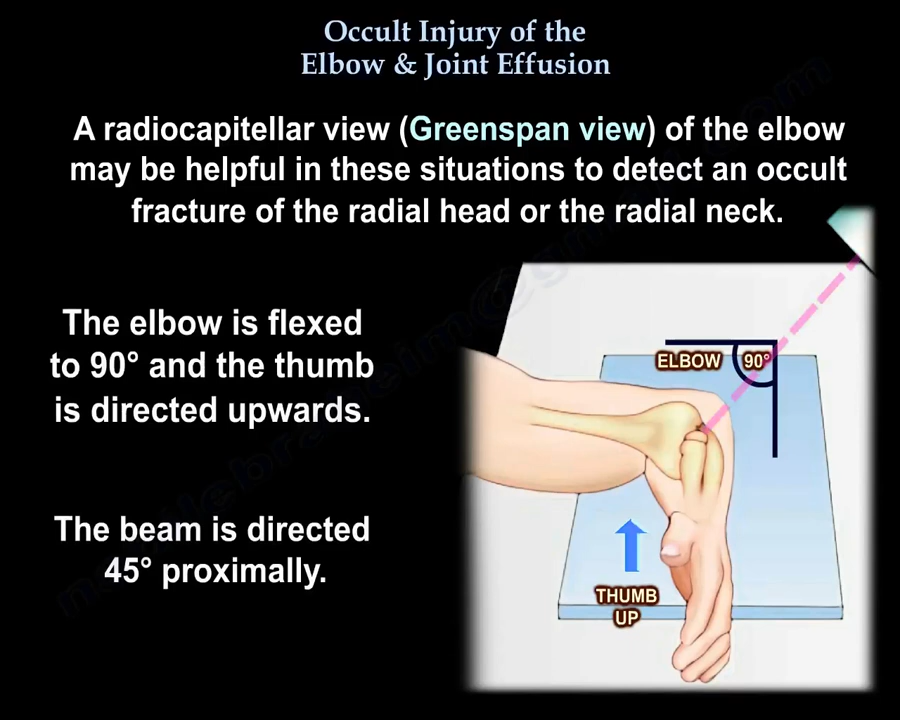 Occult Injury of the
Elbow & Joint Effusion
A radiocapitellar view (Greenspan view) of the elbow
may be helpful in these situations to detect an occult
fracture of the radial head or the radial neck.
The elbow is flexed
to 90° and the thumb
is directed upwards.
The beam is directed
45° proximally.
ELBOW
90°
THUMB
UP